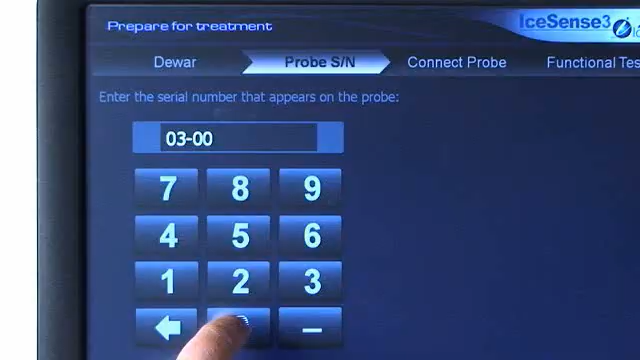 Prepare for treatment
IceSense3
Dewar
Probe S/N
Connect Probe
Functional Tes
Enter the serial number that appears on the probe:
03-00
7 8 9
4 5 6
1 2 3
–